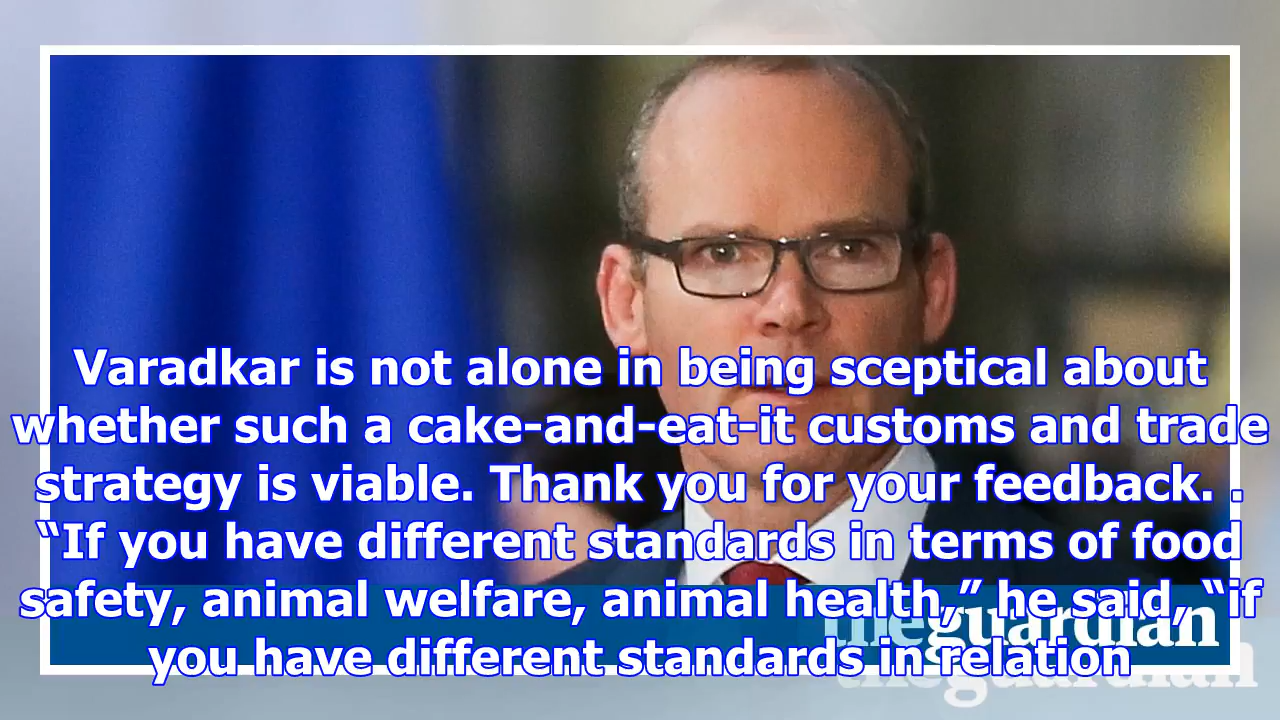 Varadkar is not alone in being sceptical about
whether such a cake-and-eat-it customs and trade
strategy is viable. Thank you for your feedback. .
“If you have different standards in terms of food
safety, animal welfare, animal health,” he said, “if
you have different standards in relation
theguardian
theguardian